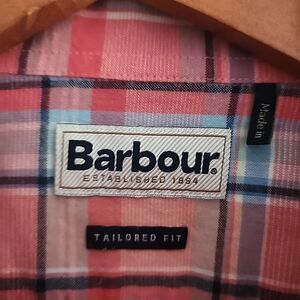 Barbour®
ESTABLISHED 1894
TAILORED FIT
Made in